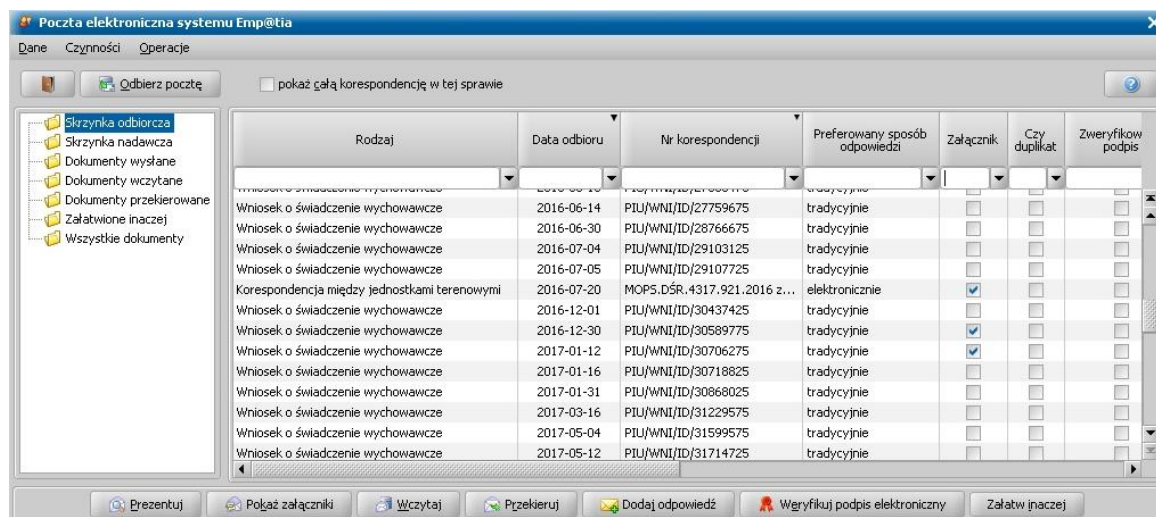 Poczta elektroniczna systemu Emp@tia
Dane Czynności Operacje
Odbierz pocztę pokaż całą korespondencję w tej sprawie
Skrzynka odbiorcza
Skrzynka nadawcza
Dokumenty wysłane
Dokumenty wczytane
Dokumenty przekierowane
Załatwione inaczej
Wszystkie dokumenty
Rodzaj Data odbioru Nr korespondencji Preferowany sposób odpowiedzi Załącznik Czy duplikat Zweryfikow podpis
Wniosek o świadczenie wychowawcze 2016-06-14 PIU/WNI/ID/27759675 tradycyjnie
Wniosek o świadczenie wychowawcze 2016-06-30 PIU/WNI/ID/28766675 tradycyjnie
Wniosek o świadczenie wychowawcze 2016-07-04 PIU/WNI/ID/29103125 tradycyjnie
Wniosek o świadczenie wychowawcze 2016-07-05 PIU/WNI/ID/29107725 tradycyjnie
Korespondencja między jednostkami terenowymi 2016-07-20 MOPS.DŚR.4317.921.2016 z... elektronicznie
Wniosek o świadczenie wychowawcze 2016-12-01 PIU/WNI/ID/30437425 tradycyjnie
Wniosek o świadczenie wychowawcze 2016-12-30 PIU/WNI/ID/30589775 tradycyjnie
Wniosek o świadczenie wychowawcze 2017-01-12 PIU/WNI/ID/30706275 tradycyjnie
Wniosek o świadczenie wychowawcze 2017-01-16 PIU/WNI/ID/30718825 tradycyjnie
Wniosek o świadczenie wychowawcze 2017-01-31 PIU/WNI/ID/30868025 tradycyjnie
Wniosek o świadczenie wychowawcze 2017-03-16 PIU/WNI/ID/31229575 tradycyjnie
Wniosek o świadczenie wychowawcze 2017-05-04 PIU/WNI/ID/31599575 tradycyjnie
Wniosek o świadczenie wychowawcze 2017-05-12 PIU/WNI/ID/31714725 tradycyjnie
Prezentuj Pokaż załączniki Wczytaj Przekieruj Dodaj odpowiedź Weryfikuj podpis elektroniczny Załatw inaczej